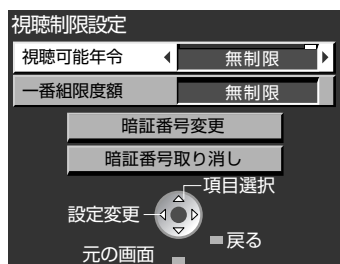 視聴制限設定
視聴可能年令 無制限
一番組限度額 無制限
暗証番号変更
暗証番号取り消し
項目選択
設定変更
戻る
元の画面